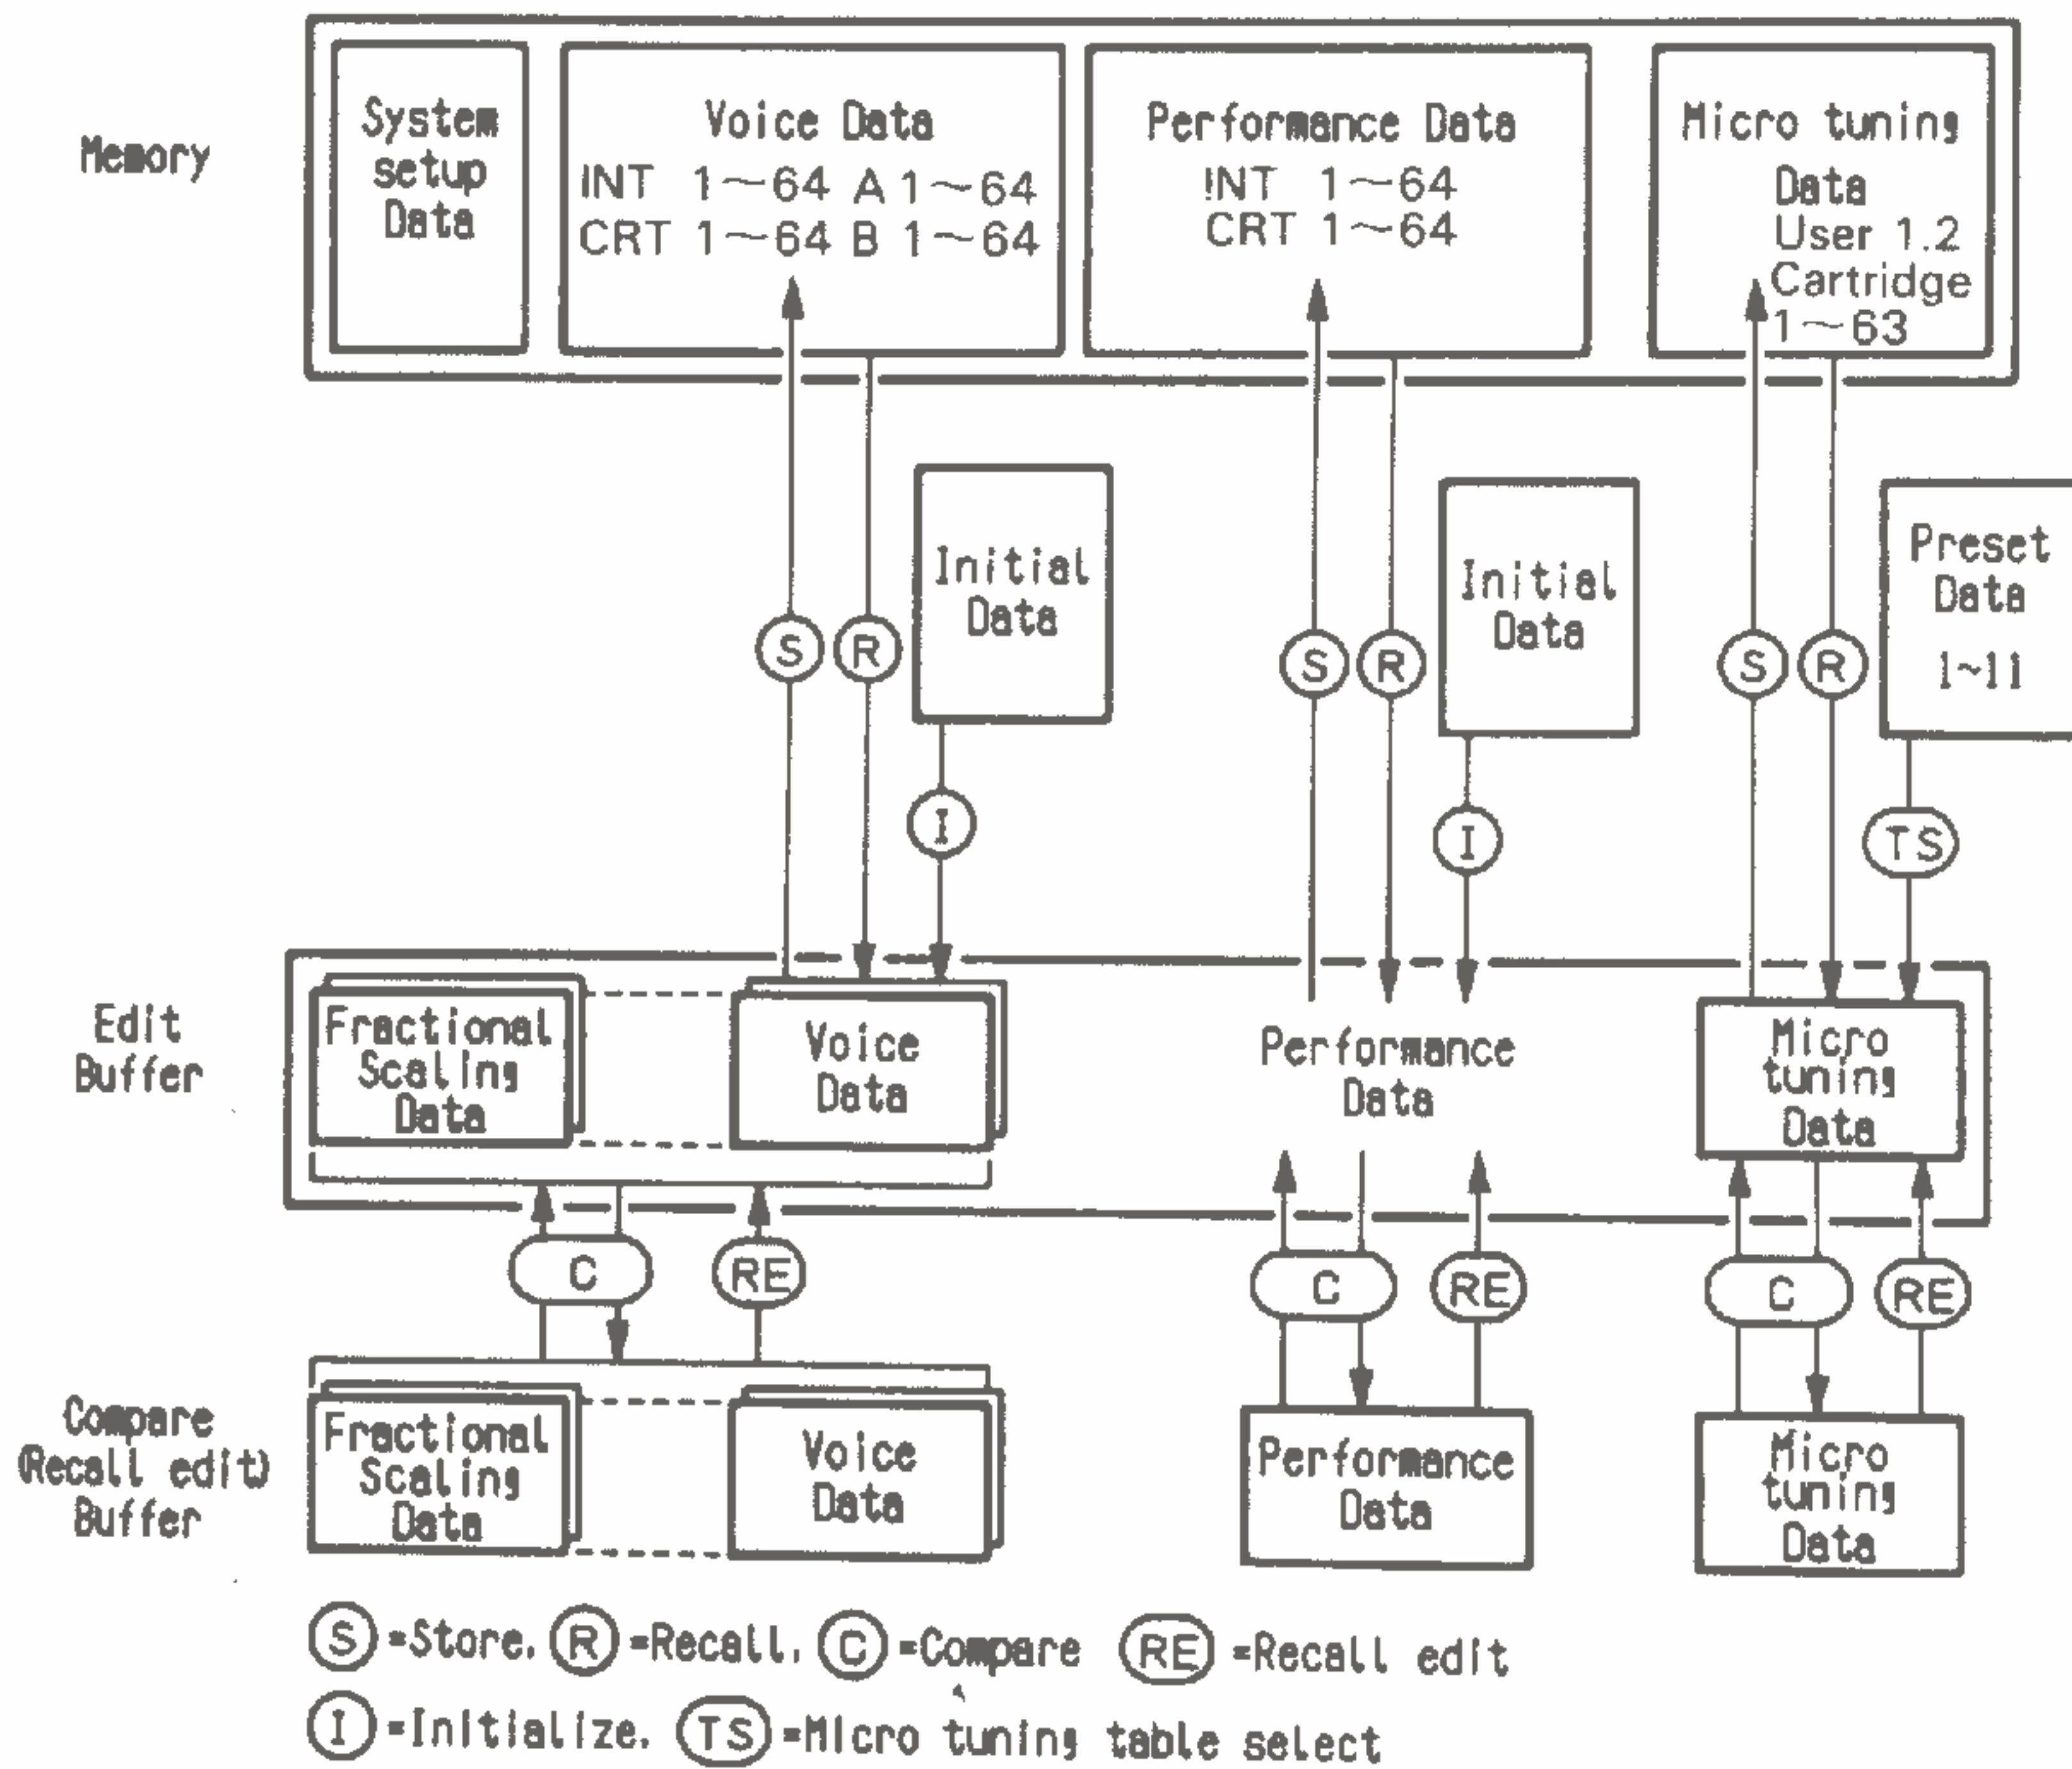 Memory
System
setup
Data
Voice Data
INT 1~64 A 1~64
CRT 1~64 B 1~64
Performance Data
INT 1~64
CRT 1~64
Micro tuning
Data
User 1.2
Cartridge
1~63
Initial
Data
Initial
Data
Preset
Data
1~11
S
R
S
R
S
R
I
I
TS
Edit
Buffer
Fractional
Scaling
Data
Voice
Data
Performance
Data
Micro
tuning
Data
C
RE
C
RE
C
RE
Compare
(Recall edit)
Buffer
Fractional
Scaling
Data
Voice
Data
Performance
Data
Micro
tuning
Data
S =Store, R =Recall, C =Compare RE =Recall edit
I =Initialize, TS =Micro tuning table select